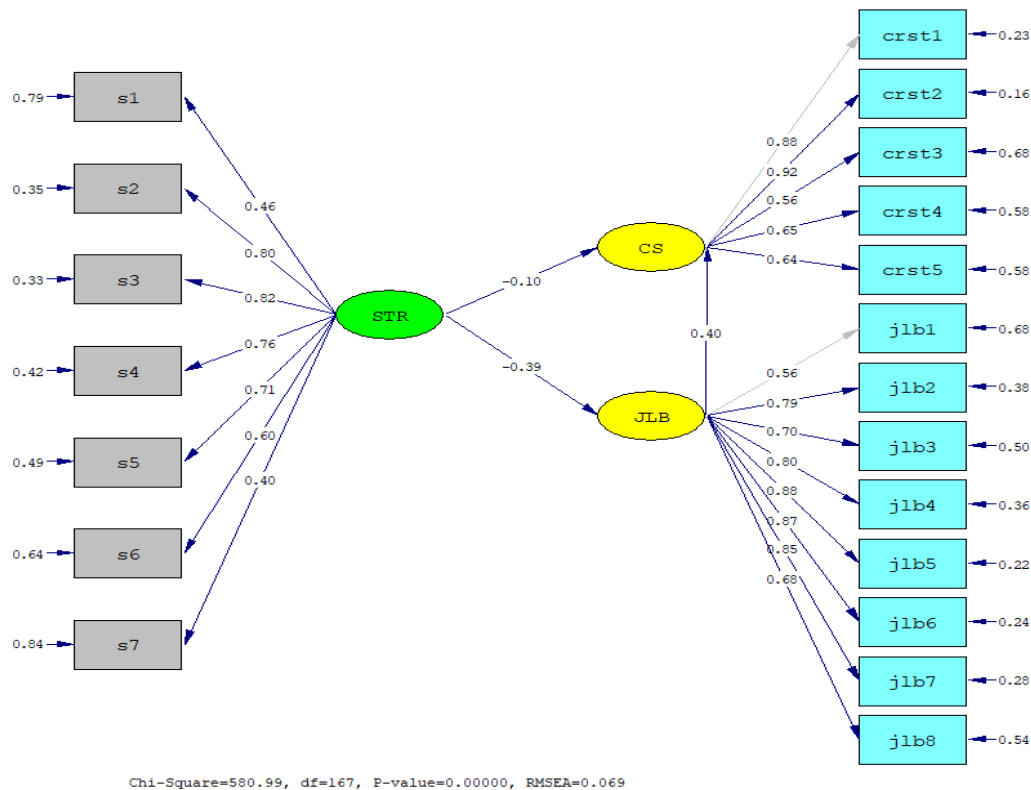 0.79 s1
0.35 s2
0.33 s3
0.42 s4
0.49 s5
0.64 s6
0.84 s7
0.46
0.80
0.82
0.76
0.71
0.60
0.40
STR
-0.10
-0.39
CS
0.40
JLB
0.88
0.92
0.56
0.65
0.64
0.56
0.79
0.70
0.80
0.88
0.87
0.85
0.68
crst1 0.23
crst2 0.16
crst3 0.68
crst4 0.58
crst5 0.58
jlb1 0.68
jlb2 0.38
jlb3 0.50
jlb4 0.36
jlb5 0.22
jlb6 0.24
jlb7 0.28
jlb8 0.54
Chi-Square=580.99, df=167, P-value=0.00000, RMSEA=0.069